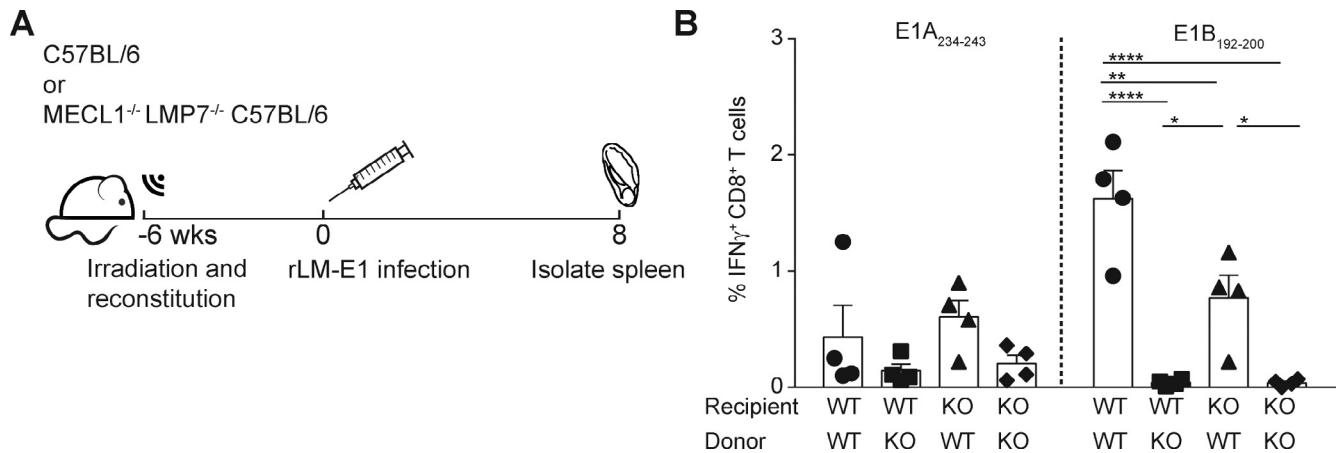 A
C57BL/6
or
MECL1-/- LMP7-/- C57BL/6
-6 wks 0 8
Irradiation and reconstitution
rLM-E1 infection
Isolate spleen
B
E1A234-243 E1B192-200
% IFNγ+ CD8+ T cells
3
2
1
0
****
**
****
* *
Recipient WT WT KO KO WT WT KO KO
Donor WT KO WT KO WT KO WT KO